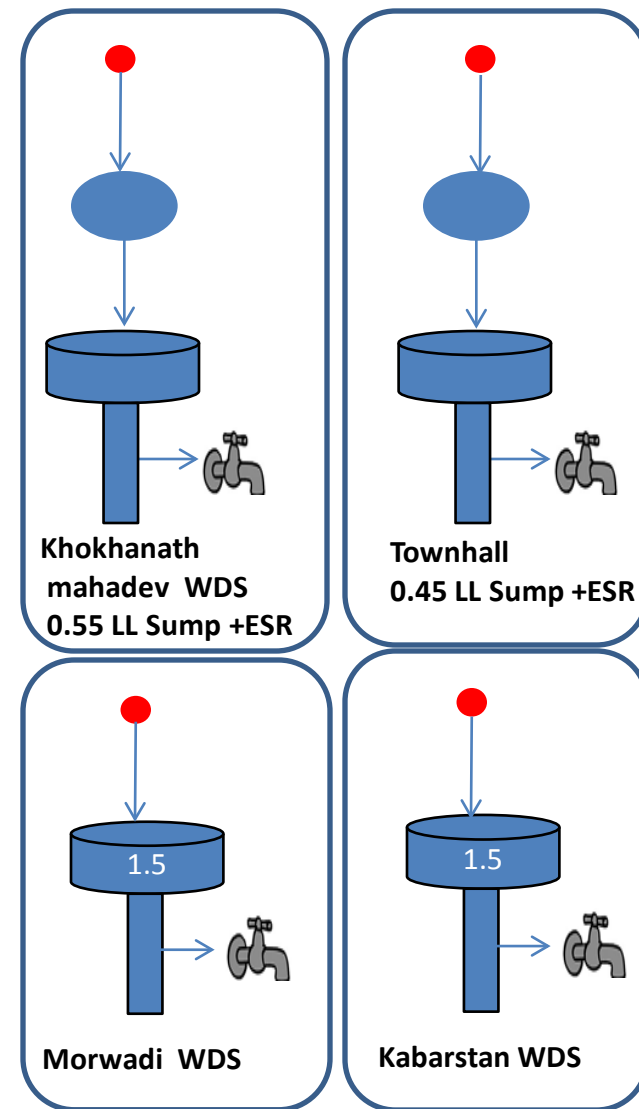 Khokhanath
mahadev WDS
0.55 LL Sump +ESR
Townhall
0.45 LL Sump +ESR
1.5
Morwadi WDS
1.5
Kabarstan WDS